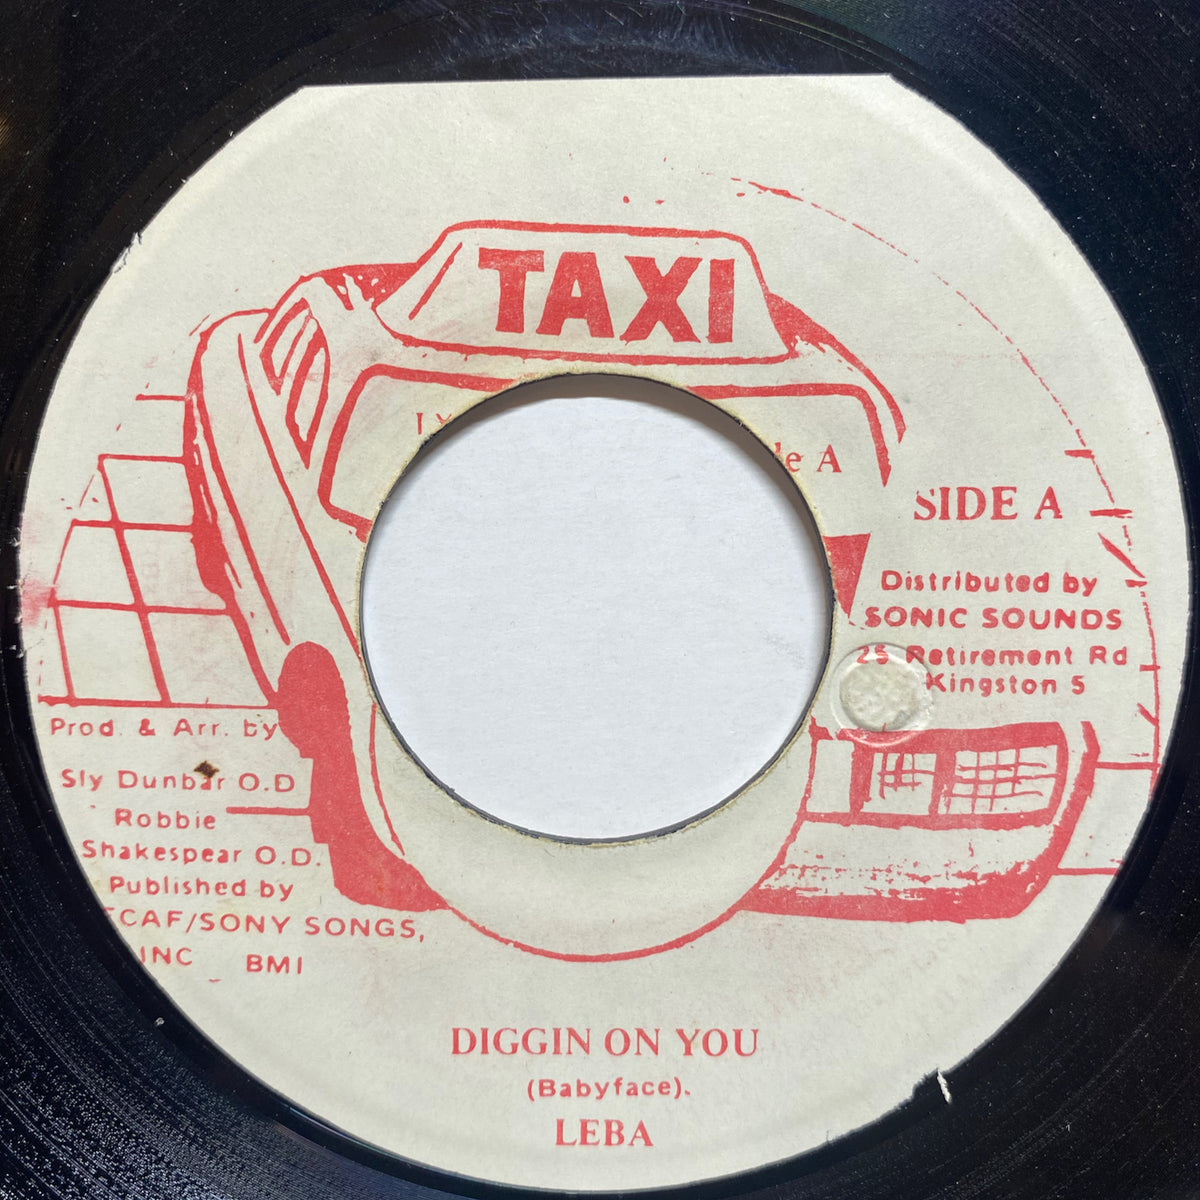 TAXI
le A
SIDE A
Distributed by
SONIC SOUNDS
25 Retirement Rd
Kingston 5
Prod. & Arr. by
Sly Dunbar O.D
Robbie
Shakespear O.D.
Published by
ECAF/SONY SONGS,
INC BMI
DIGGIN ON YOU
(Babyface).
LEBA